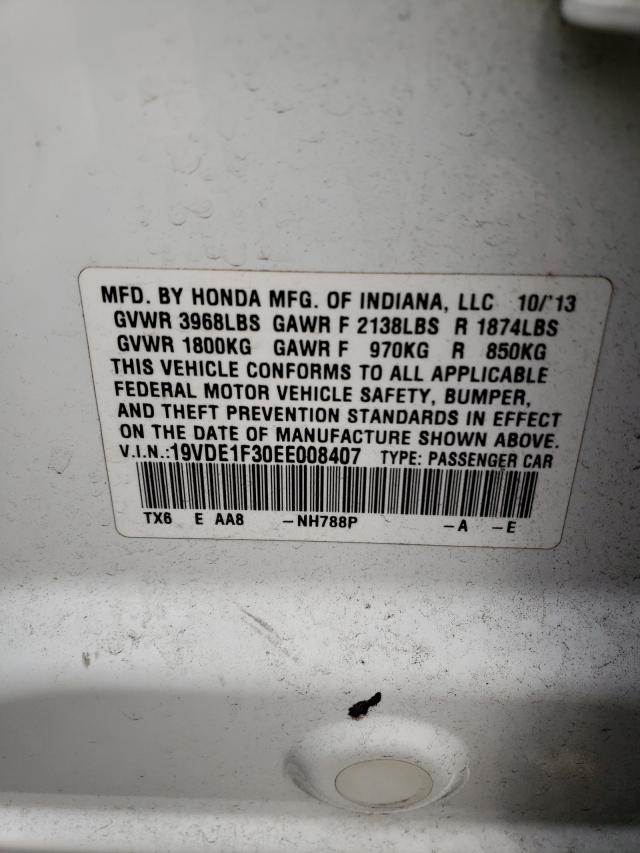 MFD. BY HONDA MFG. OF INDIANA, LLC 10/'13
GVWR 3968LBS GAWR F 2138LBS R 1874LBS
GVWR 1800KG GAWR F 970KG R 850KG
THIS VEHICLE CONFORMS TO ALL APPLICABLE
FEDERAL MOTOR VEHICLE SAFETY, BUMPER,
AND THEFT PREVENTION STANDARDS IN EFFECT
ON THE DATE OF MANUFACTURE SHOWN ABOVE.
V.I.N.:19VDE1F30EE008407 TYPE: PASSENGER CAR
TX6 E AA8 -NH788P -A -E